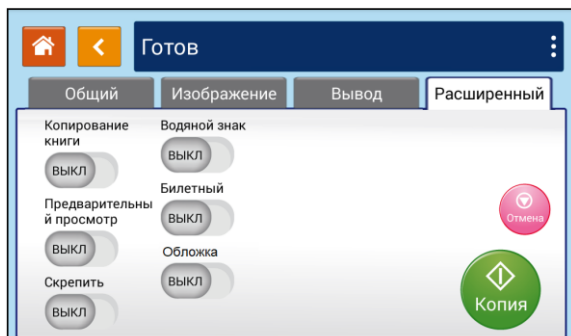 Готов
Общий
Изображение
Вывод
Расширенный
Копирование
книги
ВЫКЛ
Предварительны
й просмотр
ВЫКЛ
Скрепить
ВЫКЛ
Водяной знак
ВЫКЛ
Билетный
ВЫКЛ
Обложка
ВЫКЛ
Отмена
Копия